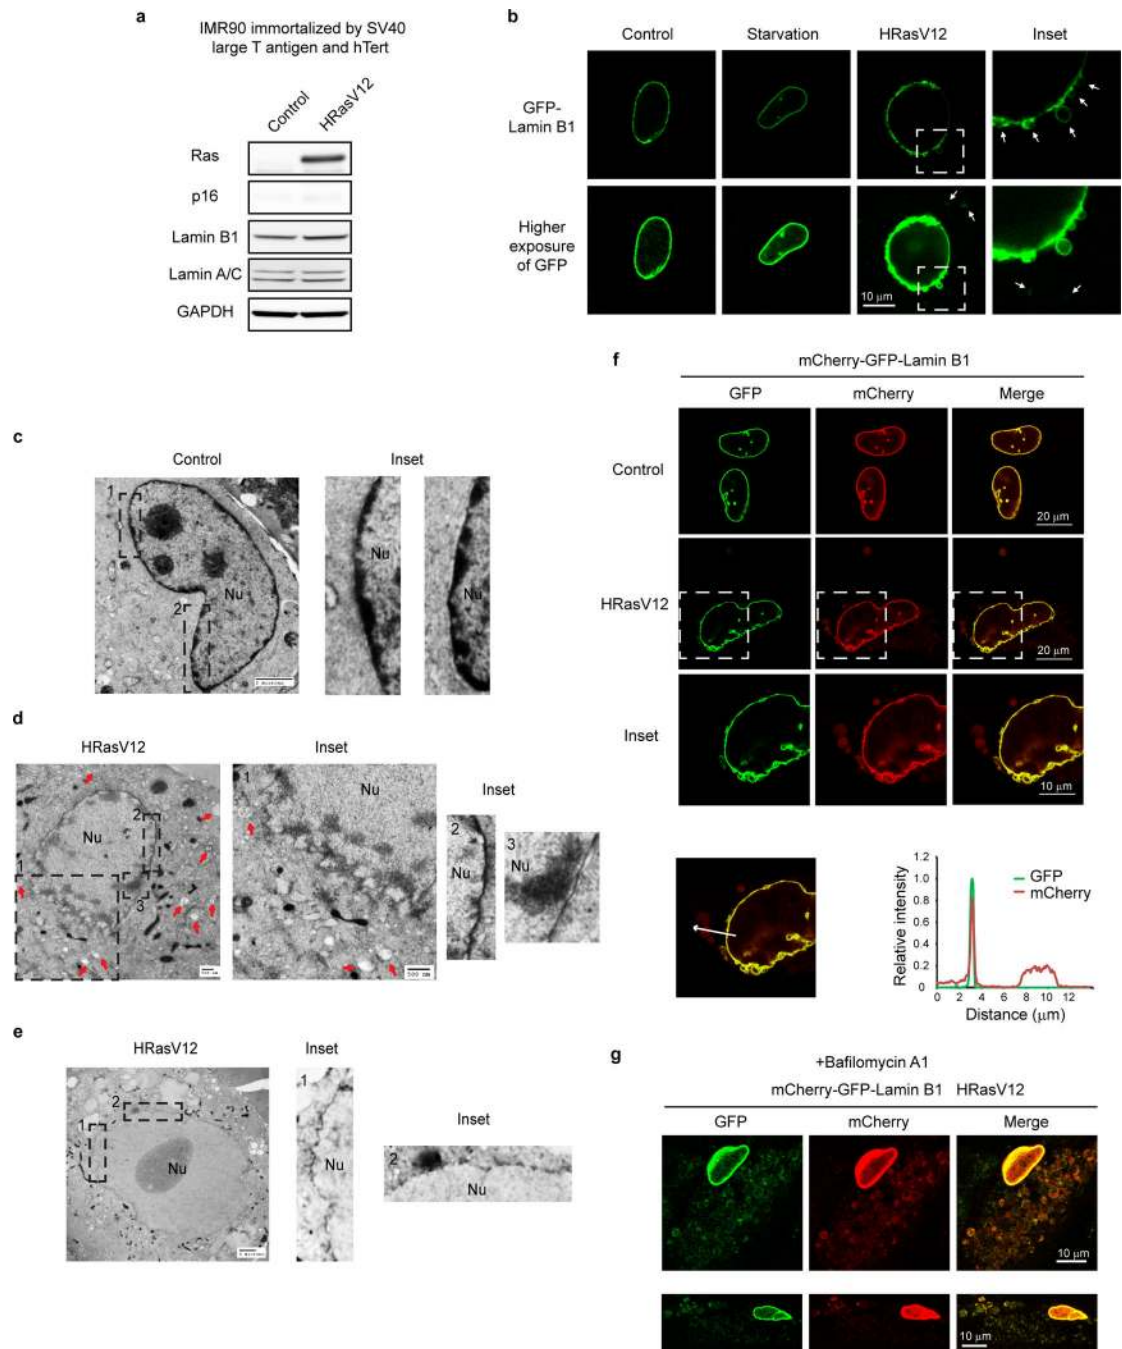 a
IMR90 immortalized by SV40
large T antigen and hTert
Control
HRasV12
Ras
p16
Lamin B1
Lamin A/C
GAPDH
b
Control
Starvation
HRasV12
Inset
GFP-
Lamin B1
Higher
exposure
of GFP
10 μm
c
Control
Inset
1
2
Nu
Nu
Nu
d
HRasV12
Inset
Inset
Nu
1
2
3
1
Nu
500 nm
2
Nu
3
Nu
e
HRasV12
Inset
Inset
1
2
Nu
1
Nu
2
Nu
f
mCherry-GFP-Lamin B1
GFP
mCherry
Merge
Control
20 μm
HRasV12
20 μm
Inset
10 μm
Relative intensity
1.2
1.0
0.8
0.6
0.4
0.2
0
0 2 4 6 8 10 12
Distance (μm)
GFP
mCherry
g
+Bafilomycin A1
mCherry-GFP-Lamin B1 HRasV12
GFP
mCherry
Merge
10 μm
10 μm